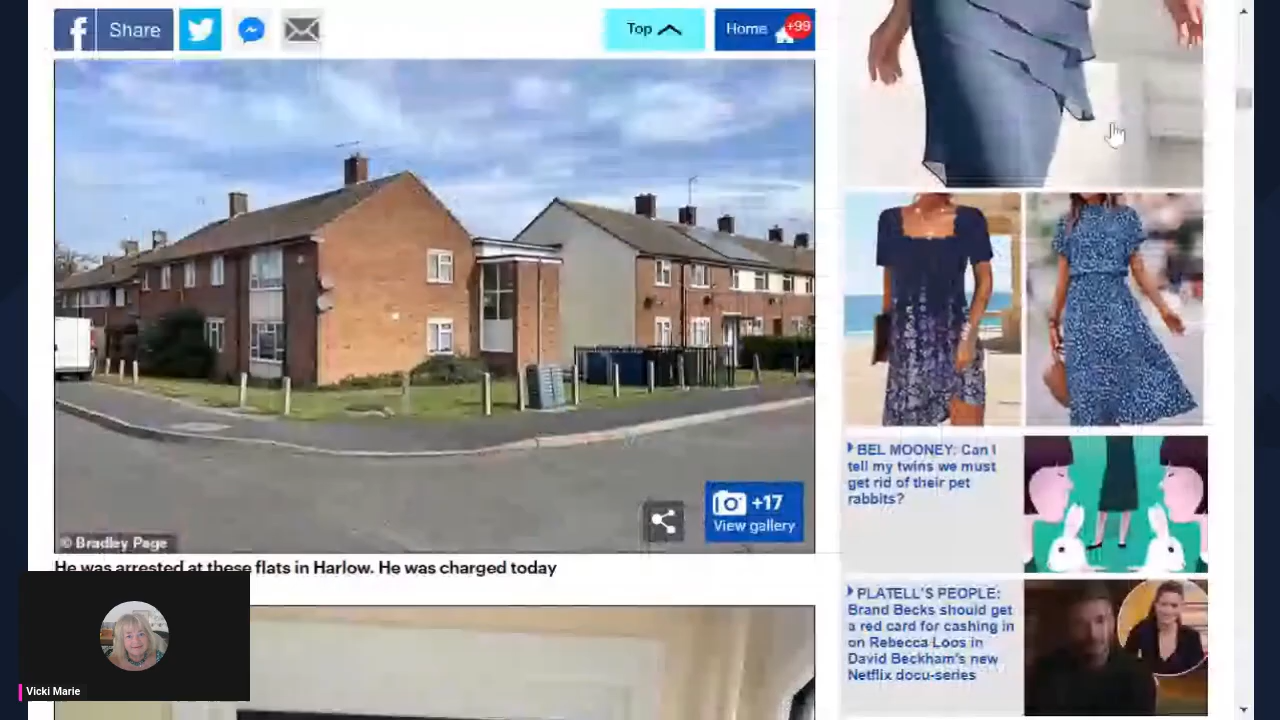 Share
Top
Home
+99
+17
View gallery
© Bradley Page
He was arrested at these flats in Harlow. He was charged today
BEL MOONEY: Can I
tell my twins we must
get rid of their pet
rabbits?
PLATELL'S PEOPLE:
Brand Becks should get
a red card for cashing in
on Rebecca Loos in
David Beckham's new
Netflix docu-series
Vicki Marie